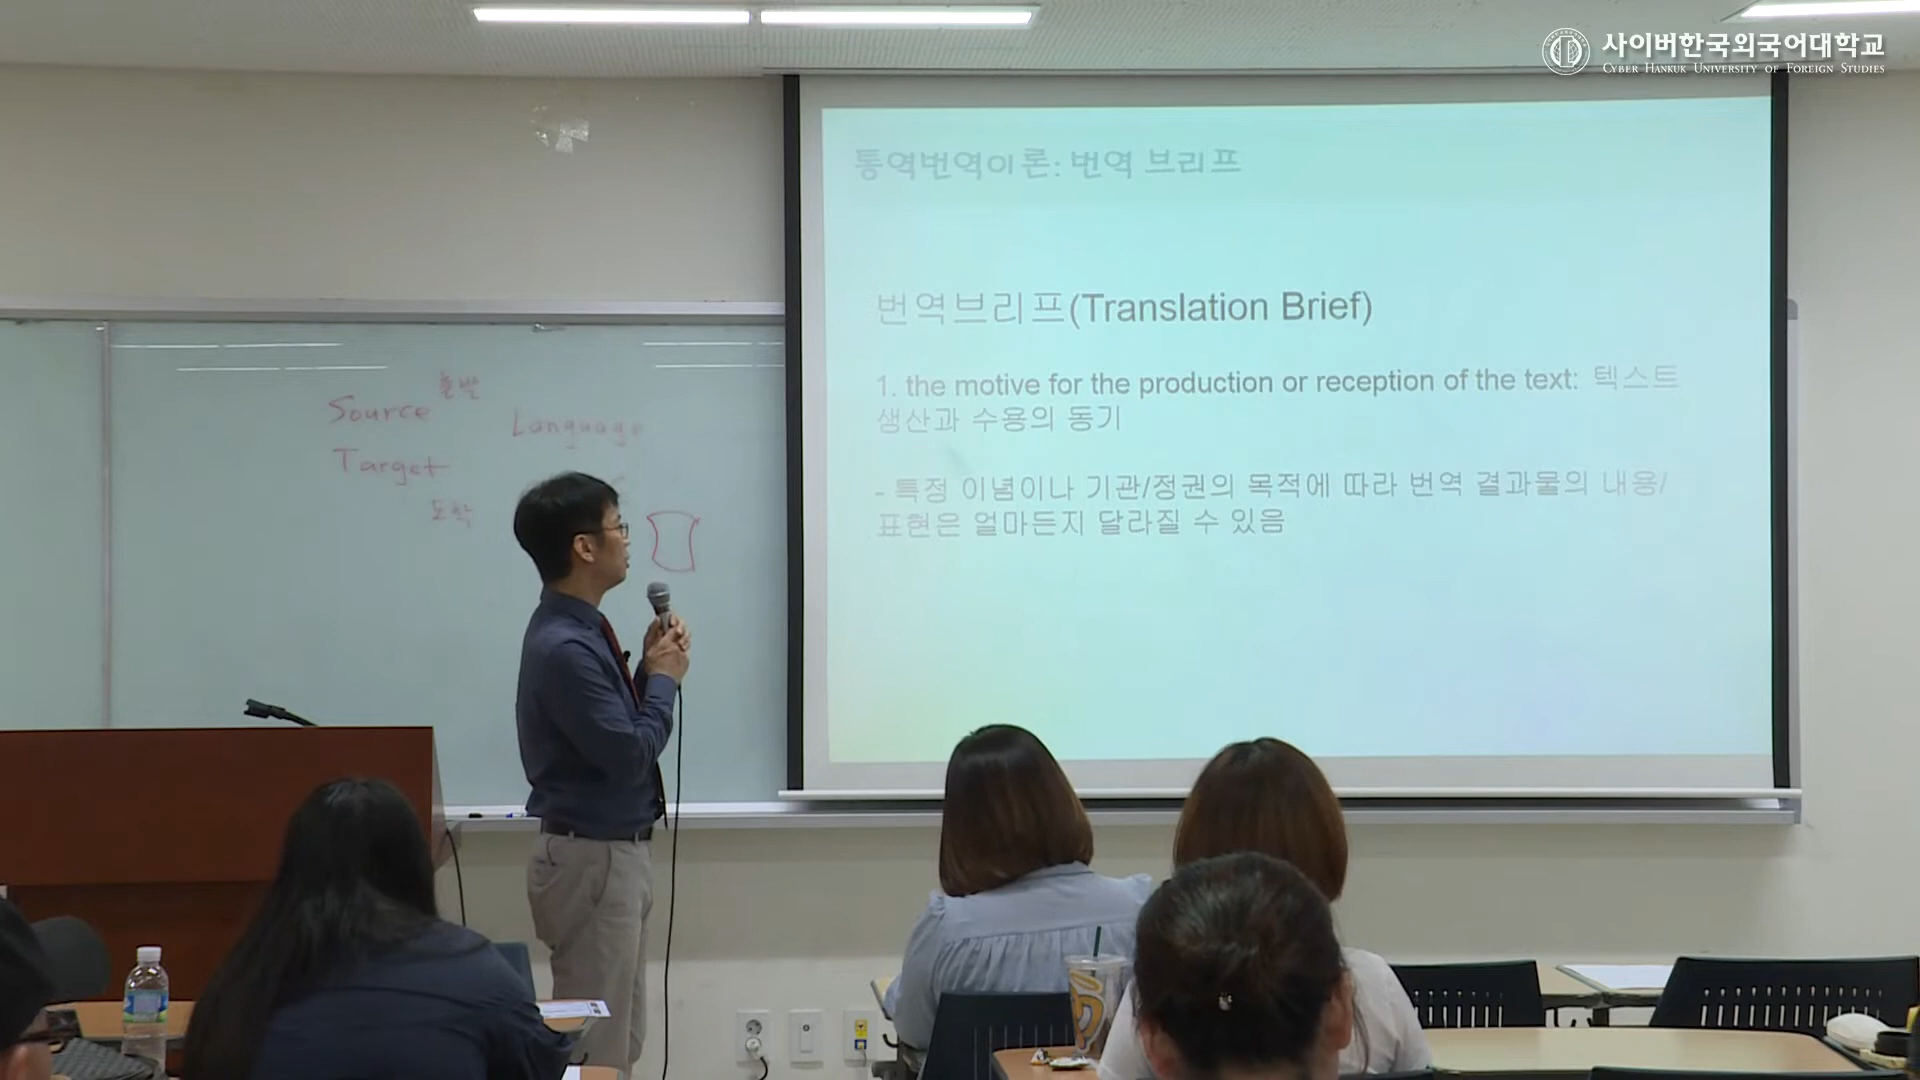 사이버한국외국어대학교
CYBER HANKUK UNIVERSITY OF FOREIGN STUDIES
통역번역이론: 번역 브리프
번역브리프(Translation Brief)
1. the motive for the production or reception of the text: 텍스트
생산과 수용의 동기
- 특정 이념이나 기관/정권의 목적에 따라 번역 결과물의 내용/
표현은 얼마든지 달라질 수 있음
출발
Source
Language
Target
도착